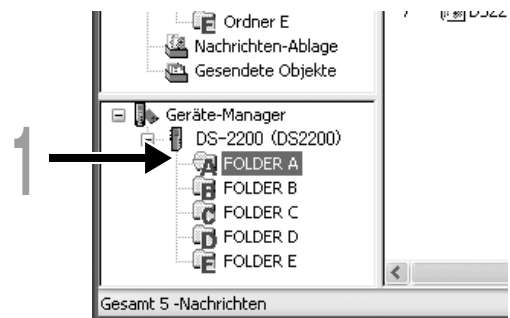 Ordner E
Nachrichten-Ablage
Gesendete Objekte
7
Geräte-Manager
DS-2200 (DS2200)
1
A FOLDER A
B FOLDER B
C FOLDER C
D FOLDER D
E FOLDER E
Gesamt 5 -Nachrichten